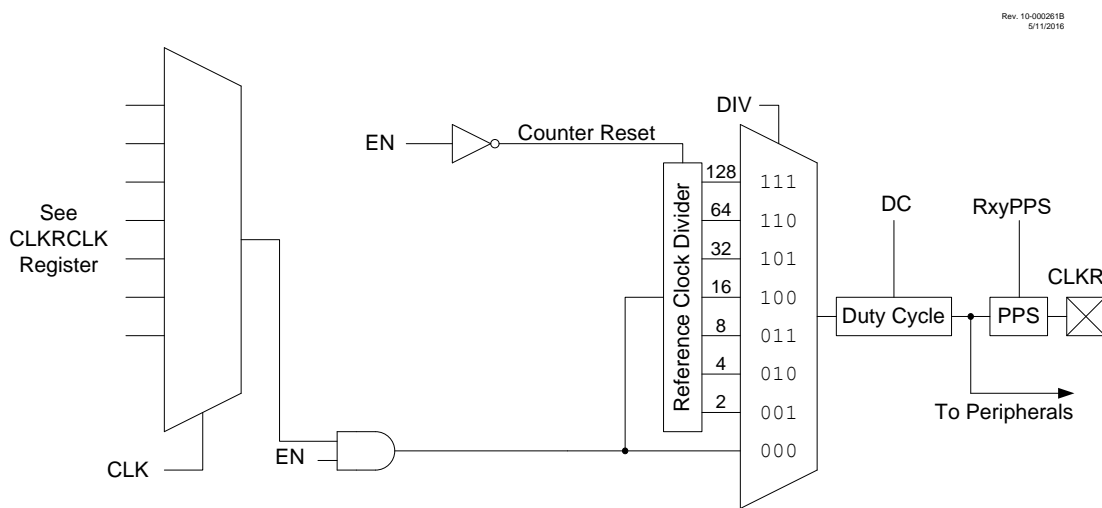 Rev. 10-000261B
5/11/2016
DIV
EN
Counter Reset
See
CLKRCLK
Register
Reference Clock Divider
128
64
32
16
8
4
2
111
110
101
100
011
010
001
000
DC
RxyPPS
CLKR
Duty Cycle
PPS
To Peripherals
EN
CLK